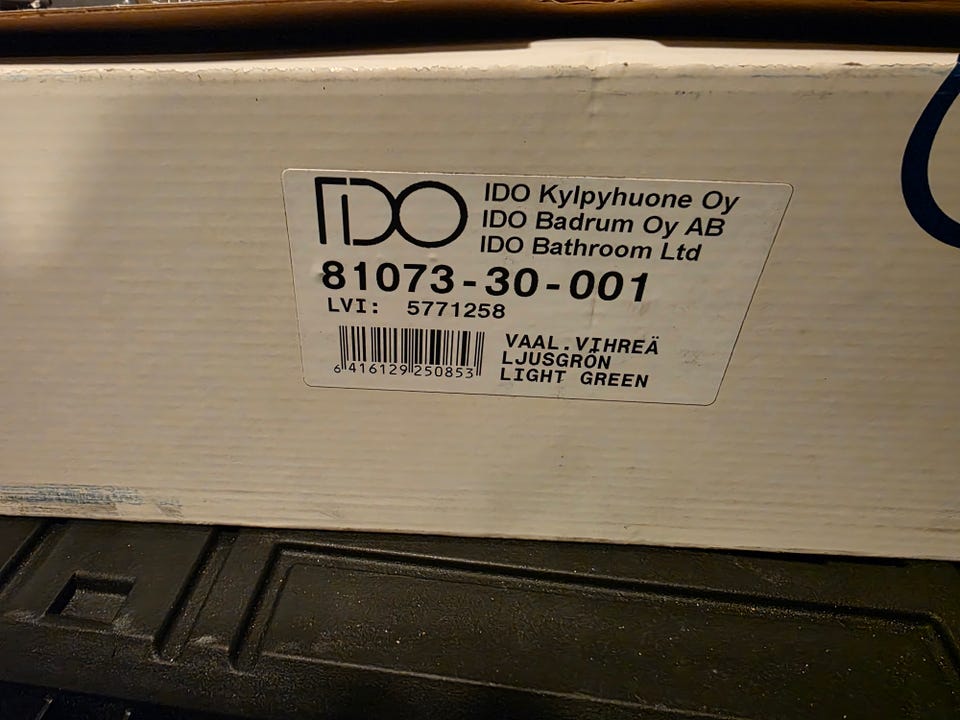 IDO
IDO Kylpyhuone Oy
IDO Badrum Oy AB
IDO Bathroom Ltd
81073-30-001
LVI: 5771258
6 416129 250853
VAAL.VIHREÄ
LJUSGRÖN
LIGHT GREEN